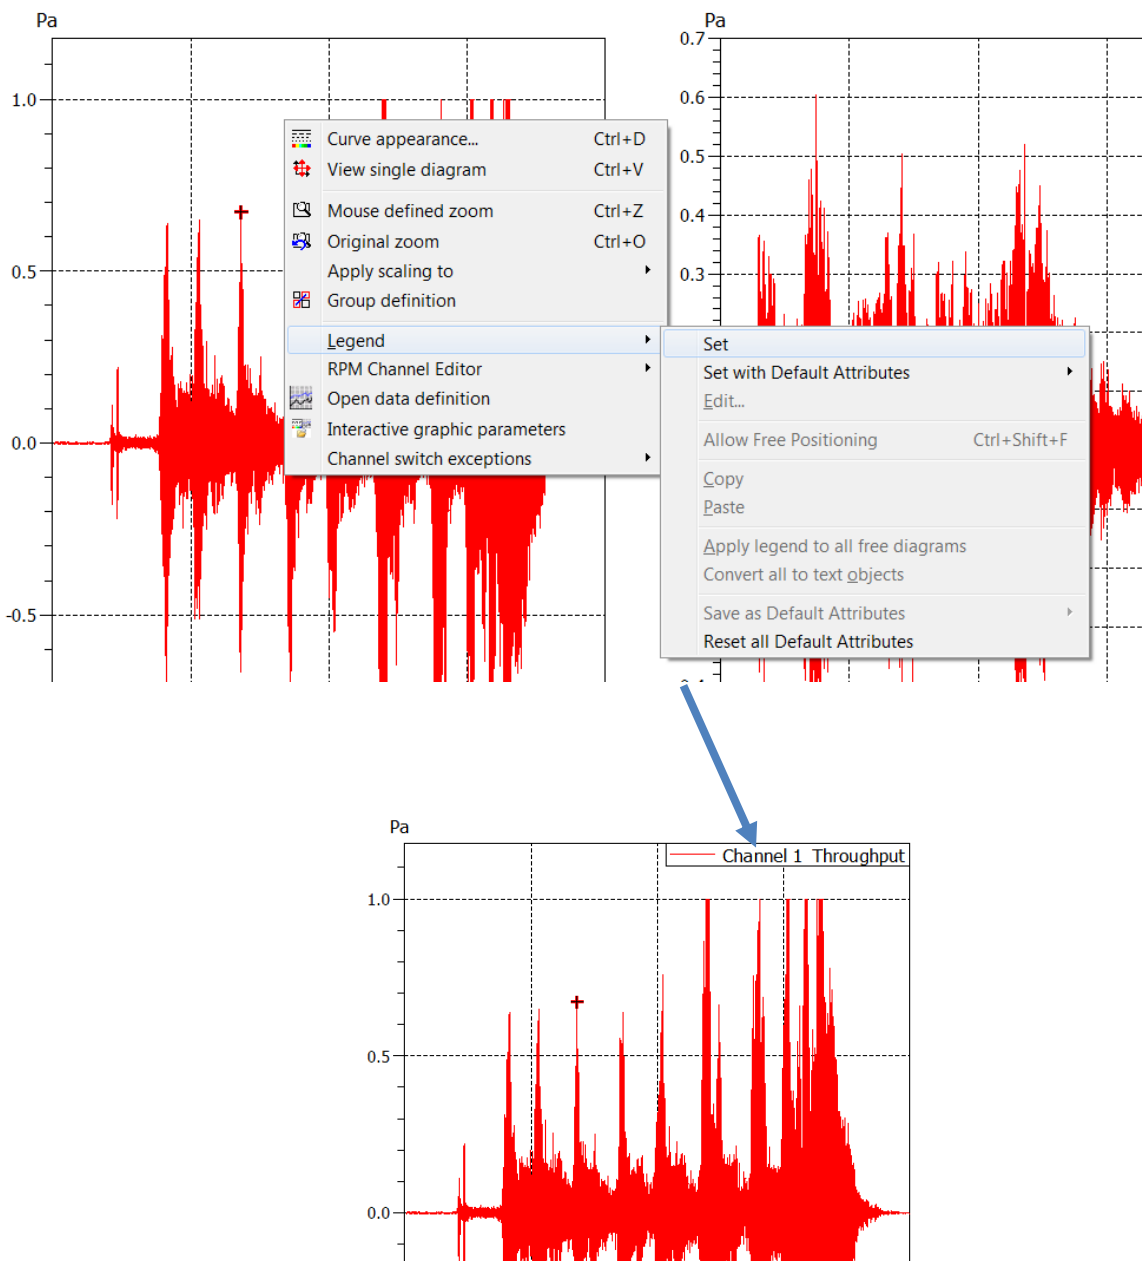 Pa
1.0
0.5
0.0
-0.5
Curve appearance... Ctrl+D
View single diagram Ctrl+V
Mouse defined zoom Ctrl+Z
Original zoom Ctrl+O
Apply scaling to
Group definition
Legend
RPM Channel Editor
Open data definition
Interactive graphic parameters
Channel switch exceptions
Pa
0.7
0.6
0.5
0.4
0.3
Set
Set with Default Attributes
Edit...
Allow Free Positioning Ctrl+Shift+F
Copy
Paste
Apply legend to all free diagrams
Convert all to text objects
Save as Default Attributes
Reset all Default Attributes
Pa
Channel 1 Throughput
1.0
0.5
0.0